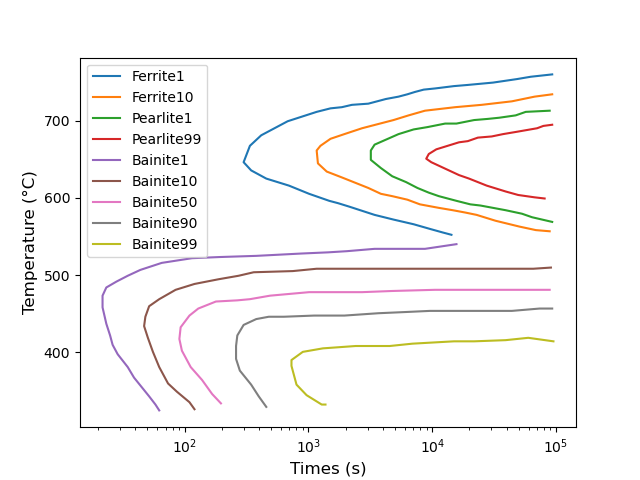 Ferrite1
Ferrite10
Pearlite1
Pearlite99
Bainite1
Bainite10
Bainite50
Bainite90
Bainite99
700
600
500
400
Temperature (°C)
10²
10³
10⁴
10⁵
Times (s)